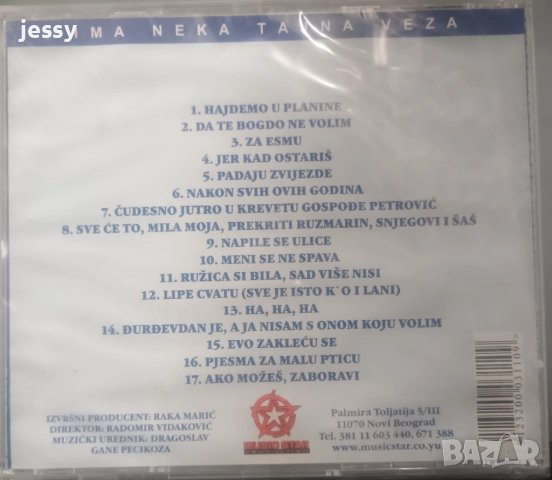 jessy
IMA NEKA TAJNA VEZA
1. HAJDEMO U PLANINE
2. DA TE BOGDO NE VOLIM
3. ZA ESMU
4. JER KAD OSTARIŠ
5. PADAJU ZVIJEZDE
6. NAKON SVIH OVIH GODINA
7. ČUDESNO JUTRO U KREVETU GOSPOĐE PETROVIĆ
8. SVE ĆE TO, MILA MOJA, PREKRITI RUZMARIN, SNJEGOVI I ŠAŠ
9. NAPILE SE ULICE
10. MENI SE NE SPAVA
11. RUŽICA SI BILA, SAD VIŠE NISI
12. LIPE CVATU (SVE JE ISTO K`O I LANI)
13. HA, HA, HA
14. ĐURĐEVDAN JE, A JA NISAM S ONOM KOJU VOLIM
15. EVO ZAKLEĆU SE
16. PJESMA ZA MALU PTICU
17. AKO MOŽEŠ, ZABORAVI
IZVRŠNI PRODUCENT: RAKA MARIĆ
DIREKTOR: RADOMIR VIDAKOVIĆ
MUZIČKI UREDNIK: DRAGOSLAV
GANE PECIKOZA
MUSIC STAR
Palmira Toljatija 5/III
11070 Novi Beograd
Tel. 381 11 603 440, 671 388
www.musicstar.co.yu
BAZAR